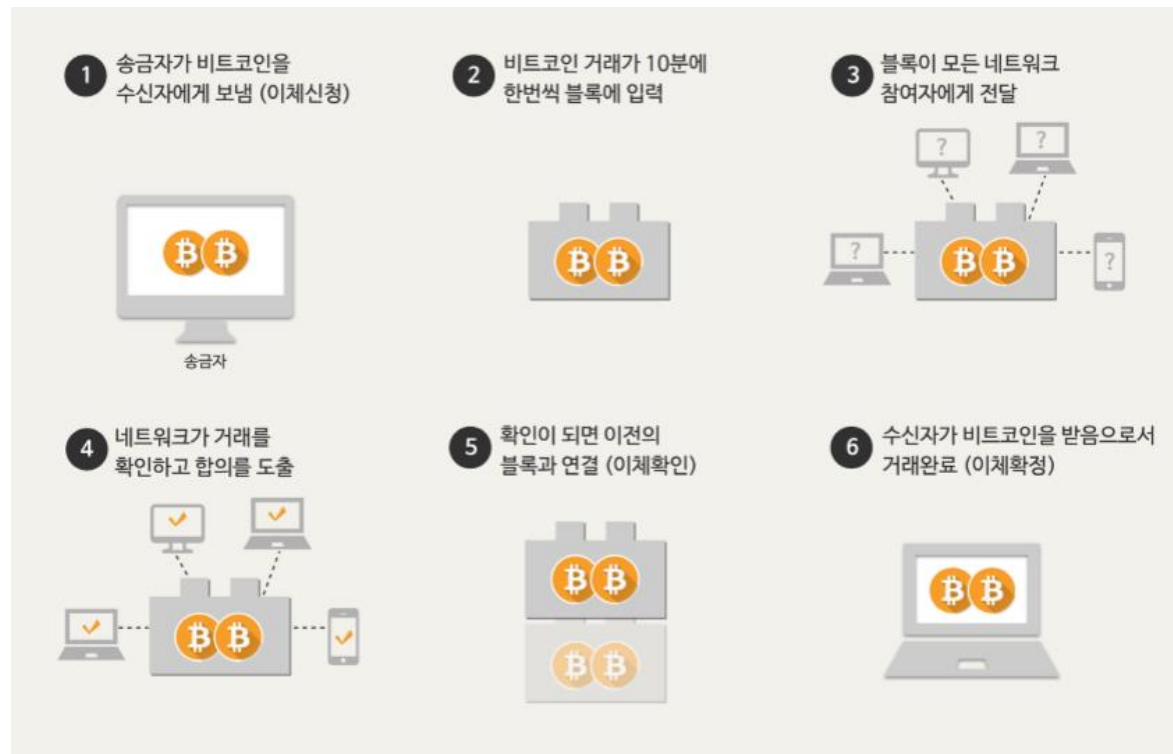 1
송금자가 비트코인을
수신자에게 보냄 (이체신청)
송금자
2
비트코인 거래가 10분에
한번씩 블록에 입력
3
블록이 모든 네트워크
참여자에게 전달
?
?
?
?
4
네트워크가 거래를
확인하고 합의를 도출
5
확인이 되면 이전의
블록과 연결 (이체확인)
6
수신자가 비트코인을 받음으로서
거래완료 (이체확정)